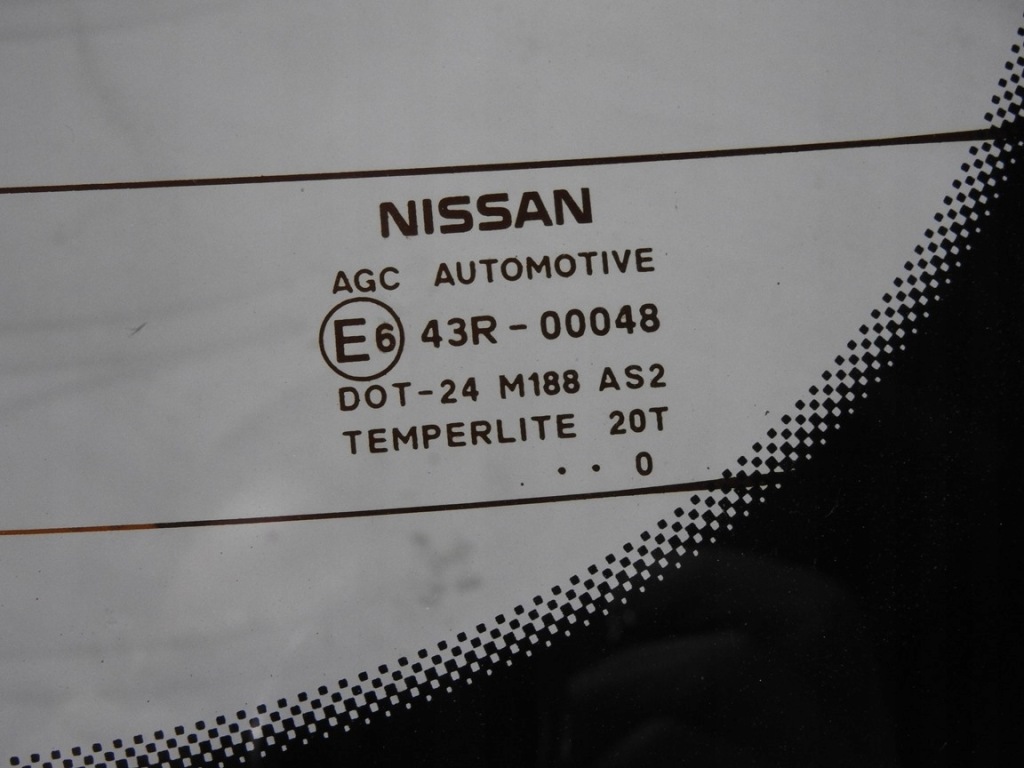 NISSAN
AGC AUTOMOTIVE
E6 43R-00048
DOT-24 M188 AS2
TEMPERLITE 20T
. . 0